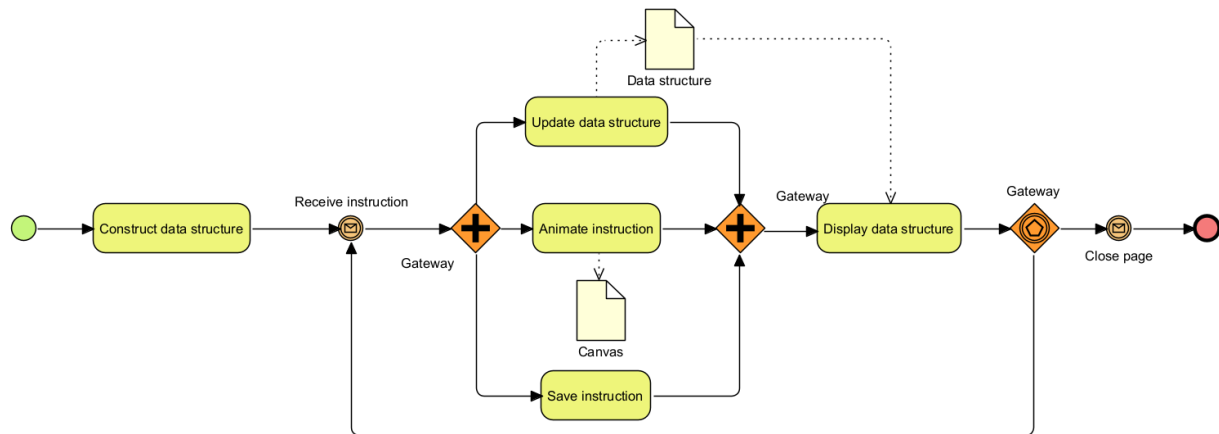 Data structure
Update data structure
Receive instruction
Gateway
Gateway
Construct data structure
Animate instruction
Display data structure
Gateway
Close page
Canvas
Save instruction